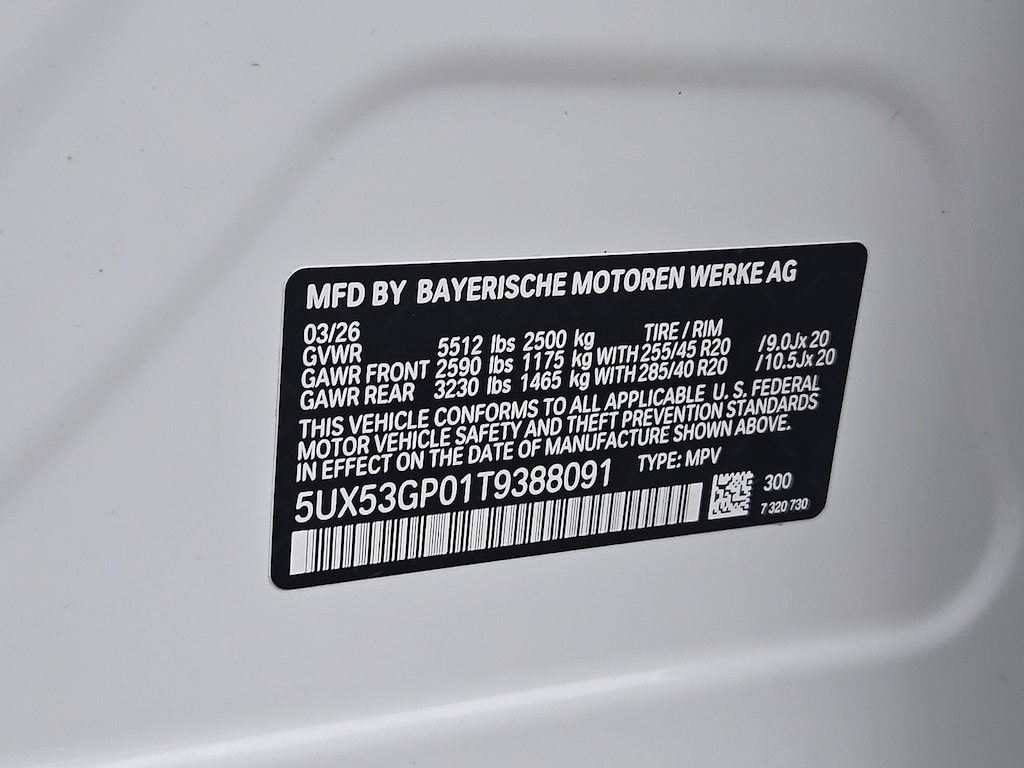 MFD BY BAYERISCHE MOTOREN WERKE AG
03/26 TIRE / RIM
GVWR 5512 lbs 2500 kg
GAWR FRONT 2590 lbs 1175 kg WITH 255/45 R20 /9.0Jx20
GAWR REAR 3230 lbs 1465 kg WITH 285/40 R20 /10.5Jx20
THIS VEHICLE CONFORMS TO ALL APPLICABLE U. S. FEDERAL
MOTOR VEHICLE SAFETY AND THEFT PREVENTION STANDARDS
IN EFFECT ON THE DATE OF MANUFACTURE SHOWN ABOVE.
5UX53GP01T9388091 TYPE: MPV
300
7 320 730